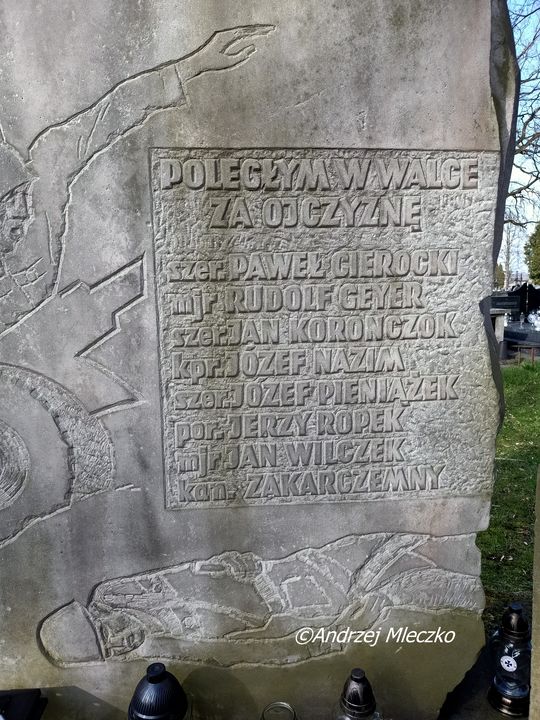 POLEGŁYM W WALCE
ZA OJCZYZNĘ
szer. PAWEŁ CIEROCKI
mjr RUDOLF GEYER
szer. JAN KOROŃCZOK
kpr. JÓZEF NAZIM
szer. JÓZEF PIENIĄŻEK
por. JERZY ROPEK
mjr JAN WILCZEK
kan. ZAKARCZEMNY
©Andrzej Mleczko